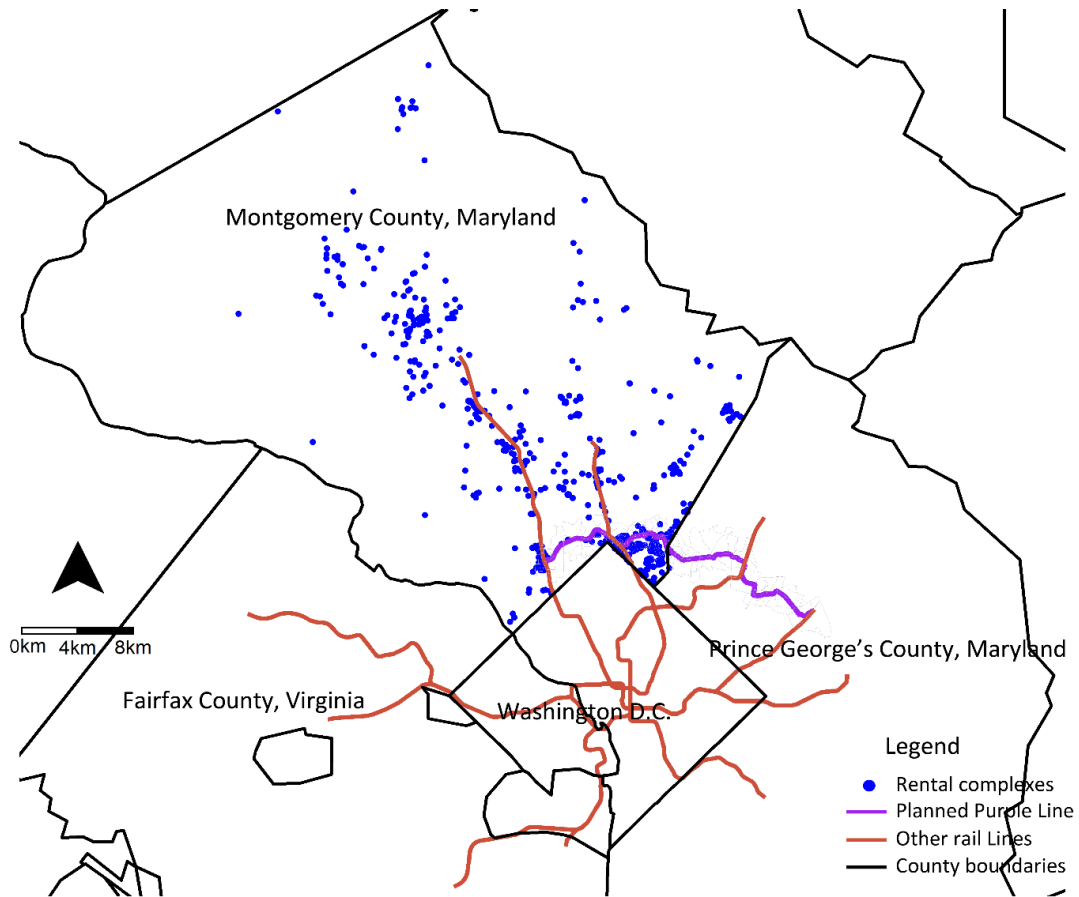 Montgomery County, Maryland
0km 4km 8km
Prince George’s County, Maryland
Fairfax County, Virginia
Washington D.C.
Legend
Rental complexes
Planned Purple Line
Other rail Lines
County boundaries